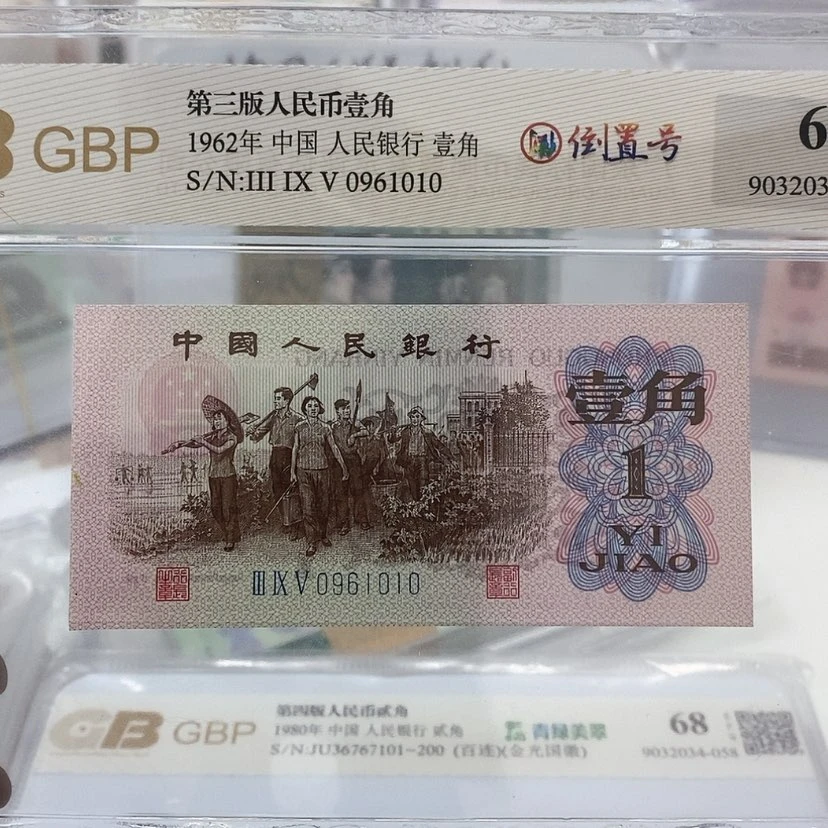 GBP
第三版人民币壹角
1962年 中国 人民银行 壹角
S/N:III IX V 0961010
倒置号
6
903203
中國人民銀行
壹角
1
YI
JIAO
III IX V 0961010
GB GBP
第四版人民币贰角
1980年 中国 人民银行 贰角
S/N:JU36767101-200 (百连)(金光国徽)
青绿美翠
68
9032034-058